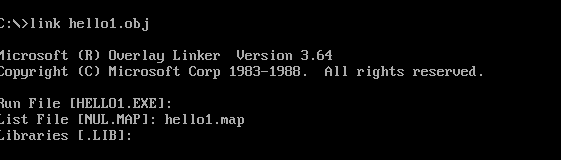 C:\>link hello1.obj
Microsoft (R) Overlay Linker  Version 3.64
Copyright (C) Microsoft Corp 1983-1988.  All rights reserved.
Run File [HELLO1.EXE]:
List File [NUL.MAP]: hello1.map
Libraries [.LIB]: